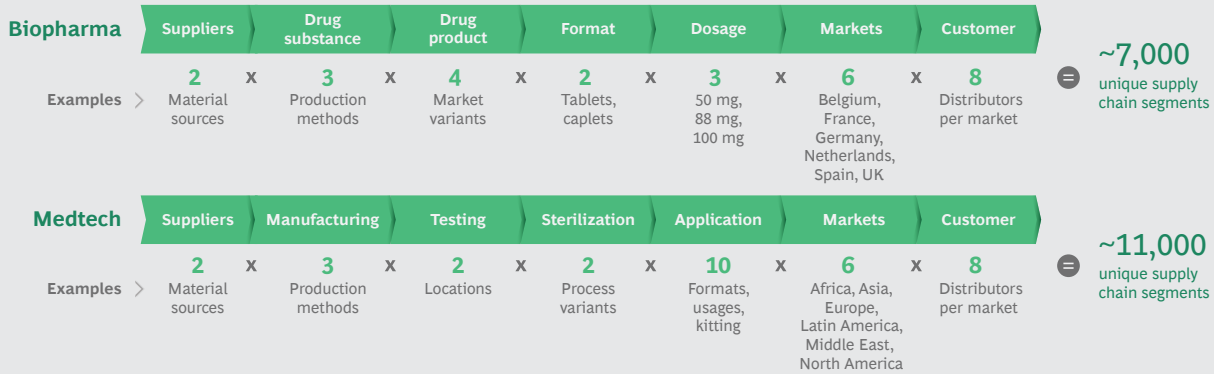 Biopharma
Suppliers
Drug
substance
Drug
product
Format
Dosage
Markets
Customer
2 x 3 x 4 x 2 x 3 x 6 x 8
= ~7,000
unique supply
chain segments
Examples
Material
sources
Production
methods
Market
variants
Tablets,
caplets
50 mg,
88 mg,
100 mg
Belgium,
France,
Germany,
Netherlands,
Spain, UK
Distributors
per market
Medtech
Suppliers
Manufacturing
Testing
Sterilization
Application
Markets
Customer
2 x 3 x 2 x 2 x 10 x 6 x 8
= ~11,000
unique supply
chain segments
Examples
Material
sources
Production
methods
Locations
Process
variants
Formats,
usages,
kitting
Africa, Asia,
Europe,
Latin America,
Middle East,
North America
Distributors
per market